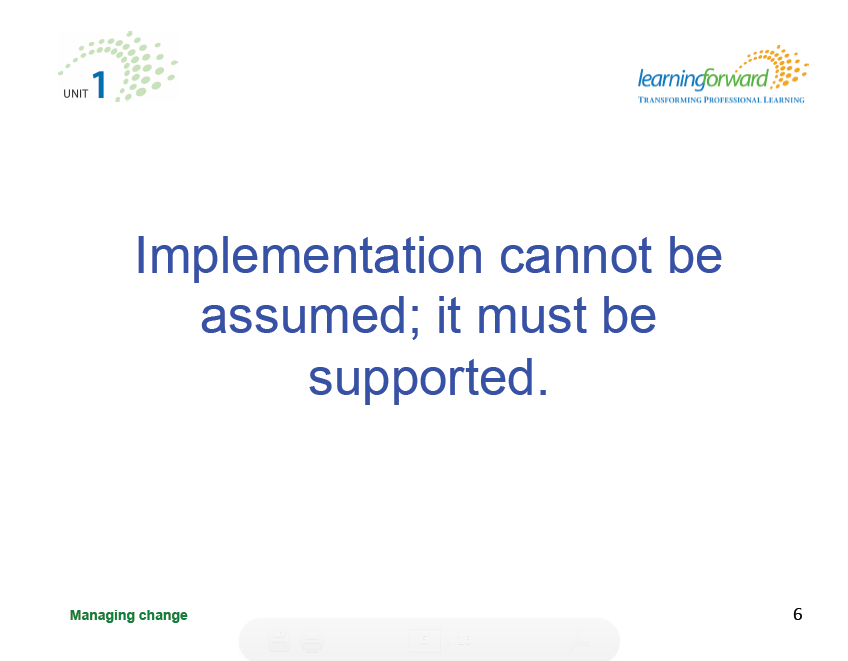 UNIT 1
learningforward
TRANSFORMING PROFESSIONAL LEARNING
Implementation cannot be
assumed; it must be
supported.
Managing change
6